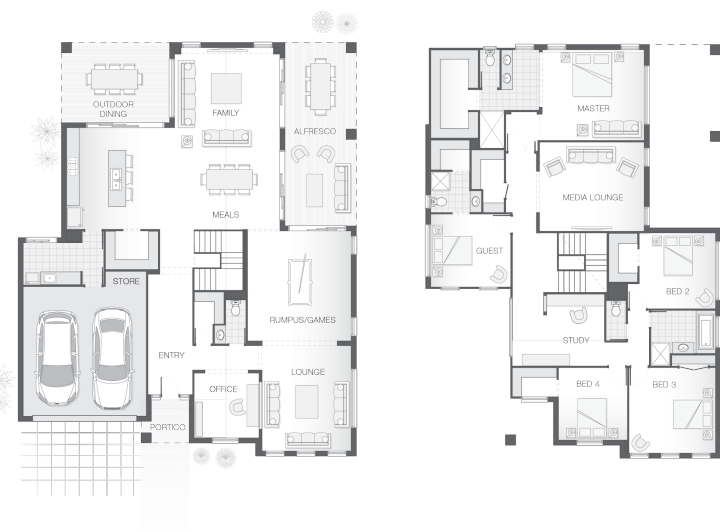 OUTDOOR
DINING
FAMILY
ALFRESCO
MEALS
STORE
RUMPUS/GAMES
ENTRY
LOUNGE
OFFICE
PORTICO
MASTER
MEDIA LOUNGE
GUEST
BED 2
STUDY
BED 4
BED 3